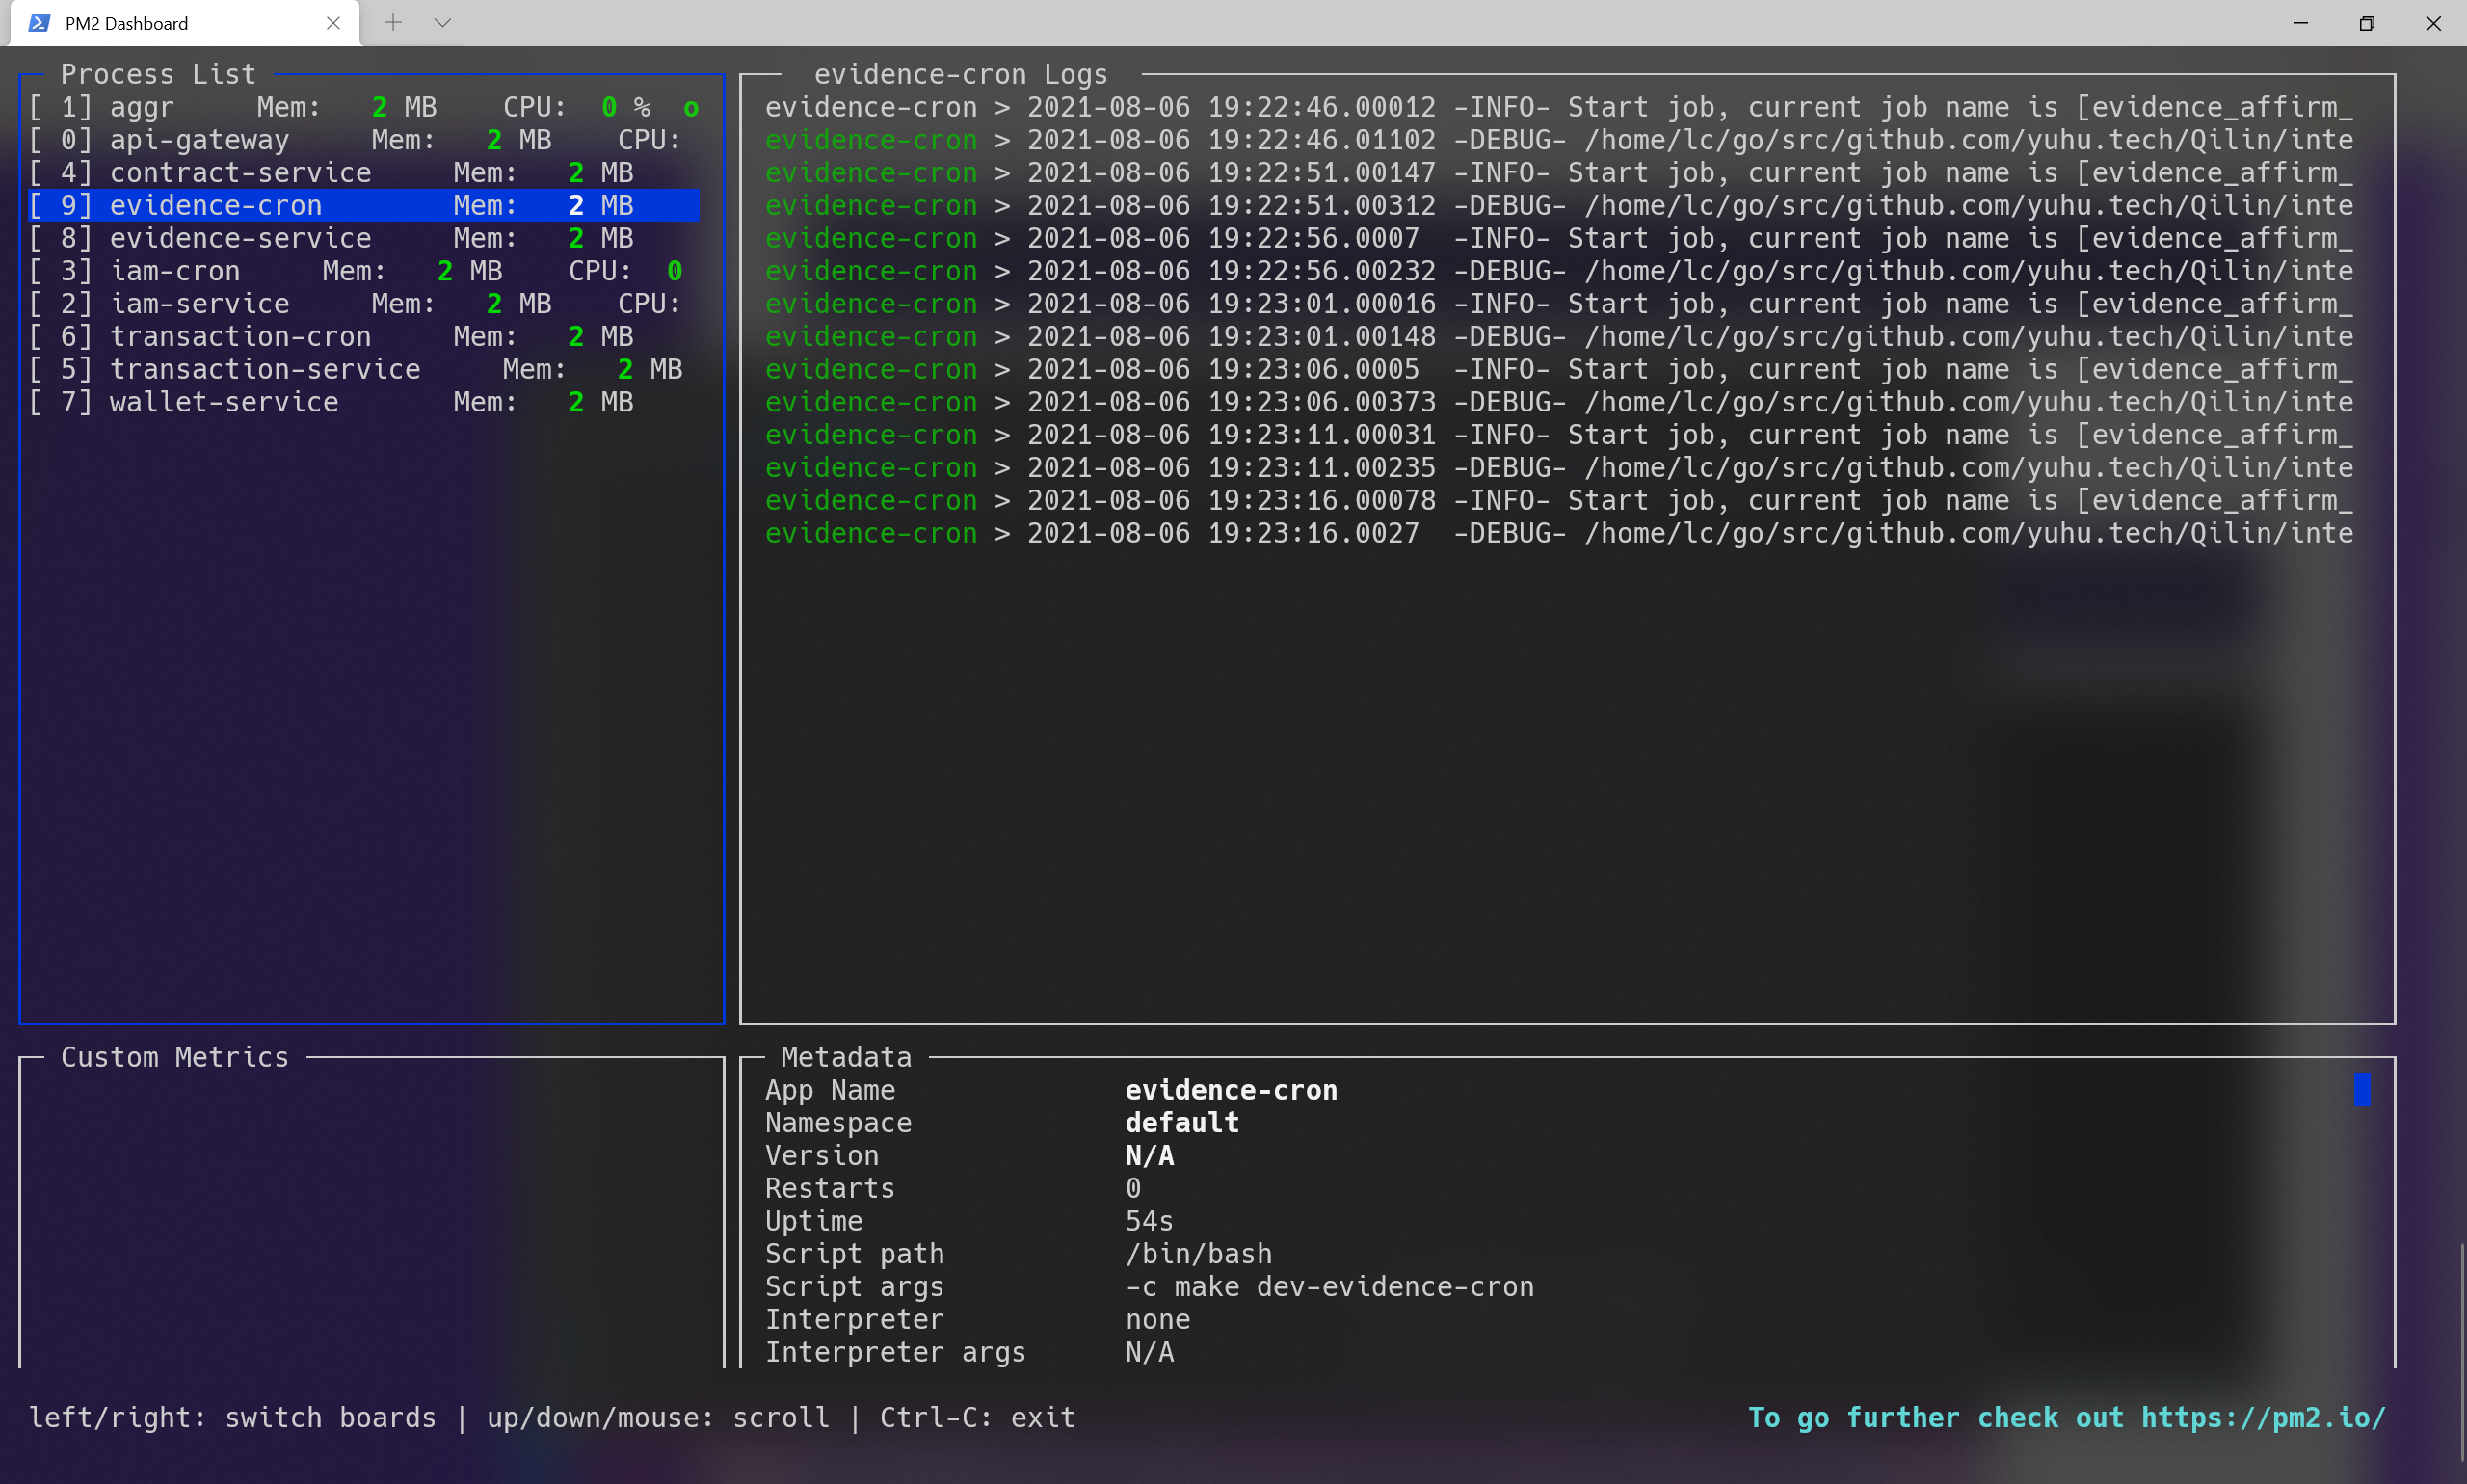 PM2 Dashboard
Process List
[ 1] aggr Mem: 2 MB CPU: 0 % o
[ 0] api-gateway Mem: 2 MB CPU:
[ 4] contract-service Mem: 2 MB
[ 9] evidence-cron Mem: 2 MB
[ 8] evidence-service Mem: 2 MB
[ 3] iam-cron Mem: 2 MB CPU: 0
[ 2] iam-service Mem: 2 MB CPU:
[ 6] transaction-cron Mem: 2 MB
[ 5] transaction-service Mem: 2 MB
[ 7] wallet-service Mem: 2 MB
evidence-cron Logs
evidence-cron > 2021-08-06 19:22:46.00012 -INFO- Start job, current job name is [evidence_affirm_
evidence-cron > 2021-08-06 19:22:46.01102 -DEBUG- /home/lc/go/src/github.com/yuhu.tech/Qilin/inte
evidence-cron > 2021-08-06 19:22:51.00147 -INFO- Start job, current job name is [evidence_affirm_
evidence-cron > 2021-08-06 19:22:51.00312 -DEBUG- /home/lc/go/src/github.com/yuhu.tech/Qilin/inte
evidence-cron > 2021-08-06 19:22:56.0007 -INFO- Start job, current job name is [evidence_affirm_
evidence-cron > 2021-08-06 19:22:56.00232 -DEBUG- /home/lc/go/src/github.com/yuhu.tech/Qilin/inte
evidence-cron > 2021-08-06 19:23:01.00016 -INFO- Start job, current job name is [evidence_affirm_
evidence-cron > 2021-08-06 19:23:01.00148 -DEBUG- /home/lc/go/src/github.com/yuhu.tech/Qilin/inte
evidence-cron > 2021-08-06 19:23:06.0005 -INFO- Start job, current job name is [evidence_affirm_
evidence-cron > 2021-08-06 19:23:06.00373 -DEBUG- /home/lc/go/src/github.com/yuhu.tech/Qilin/inte
evidence-cron > 2021-08-06 19:23:11.00031 -INFO- Start job, current job name is [evidence_affirm_
evidence-cron > 2021-08-06 19:23:11.00235 -DEBUG- /home/lc/go/src/github.com/yuhu.tech/Qilin/inte
evidence-cron > 2021-08-06 19:23:16.00078 -INFO- Start job, current job name is [evidence_affirm_
evidence-cron > 2021-08-06 19:23:16.0027 -DEBUG- /home/lc/go/src/github.com/yuhu.tech/Qilin/inte
Custom Metrics
Metadata
App Name evidence-cron
Namespace default
Version N/A
Restarts 0
Uptime 54s
Script path /bin/bash
Script args -c make dev-evidence-cron
Interpreter none
Interpreter args N/A
left/right: switch boards | up/down/mouse: scroll | Ctrl-C: exit
To go further check out https://pm2.io/